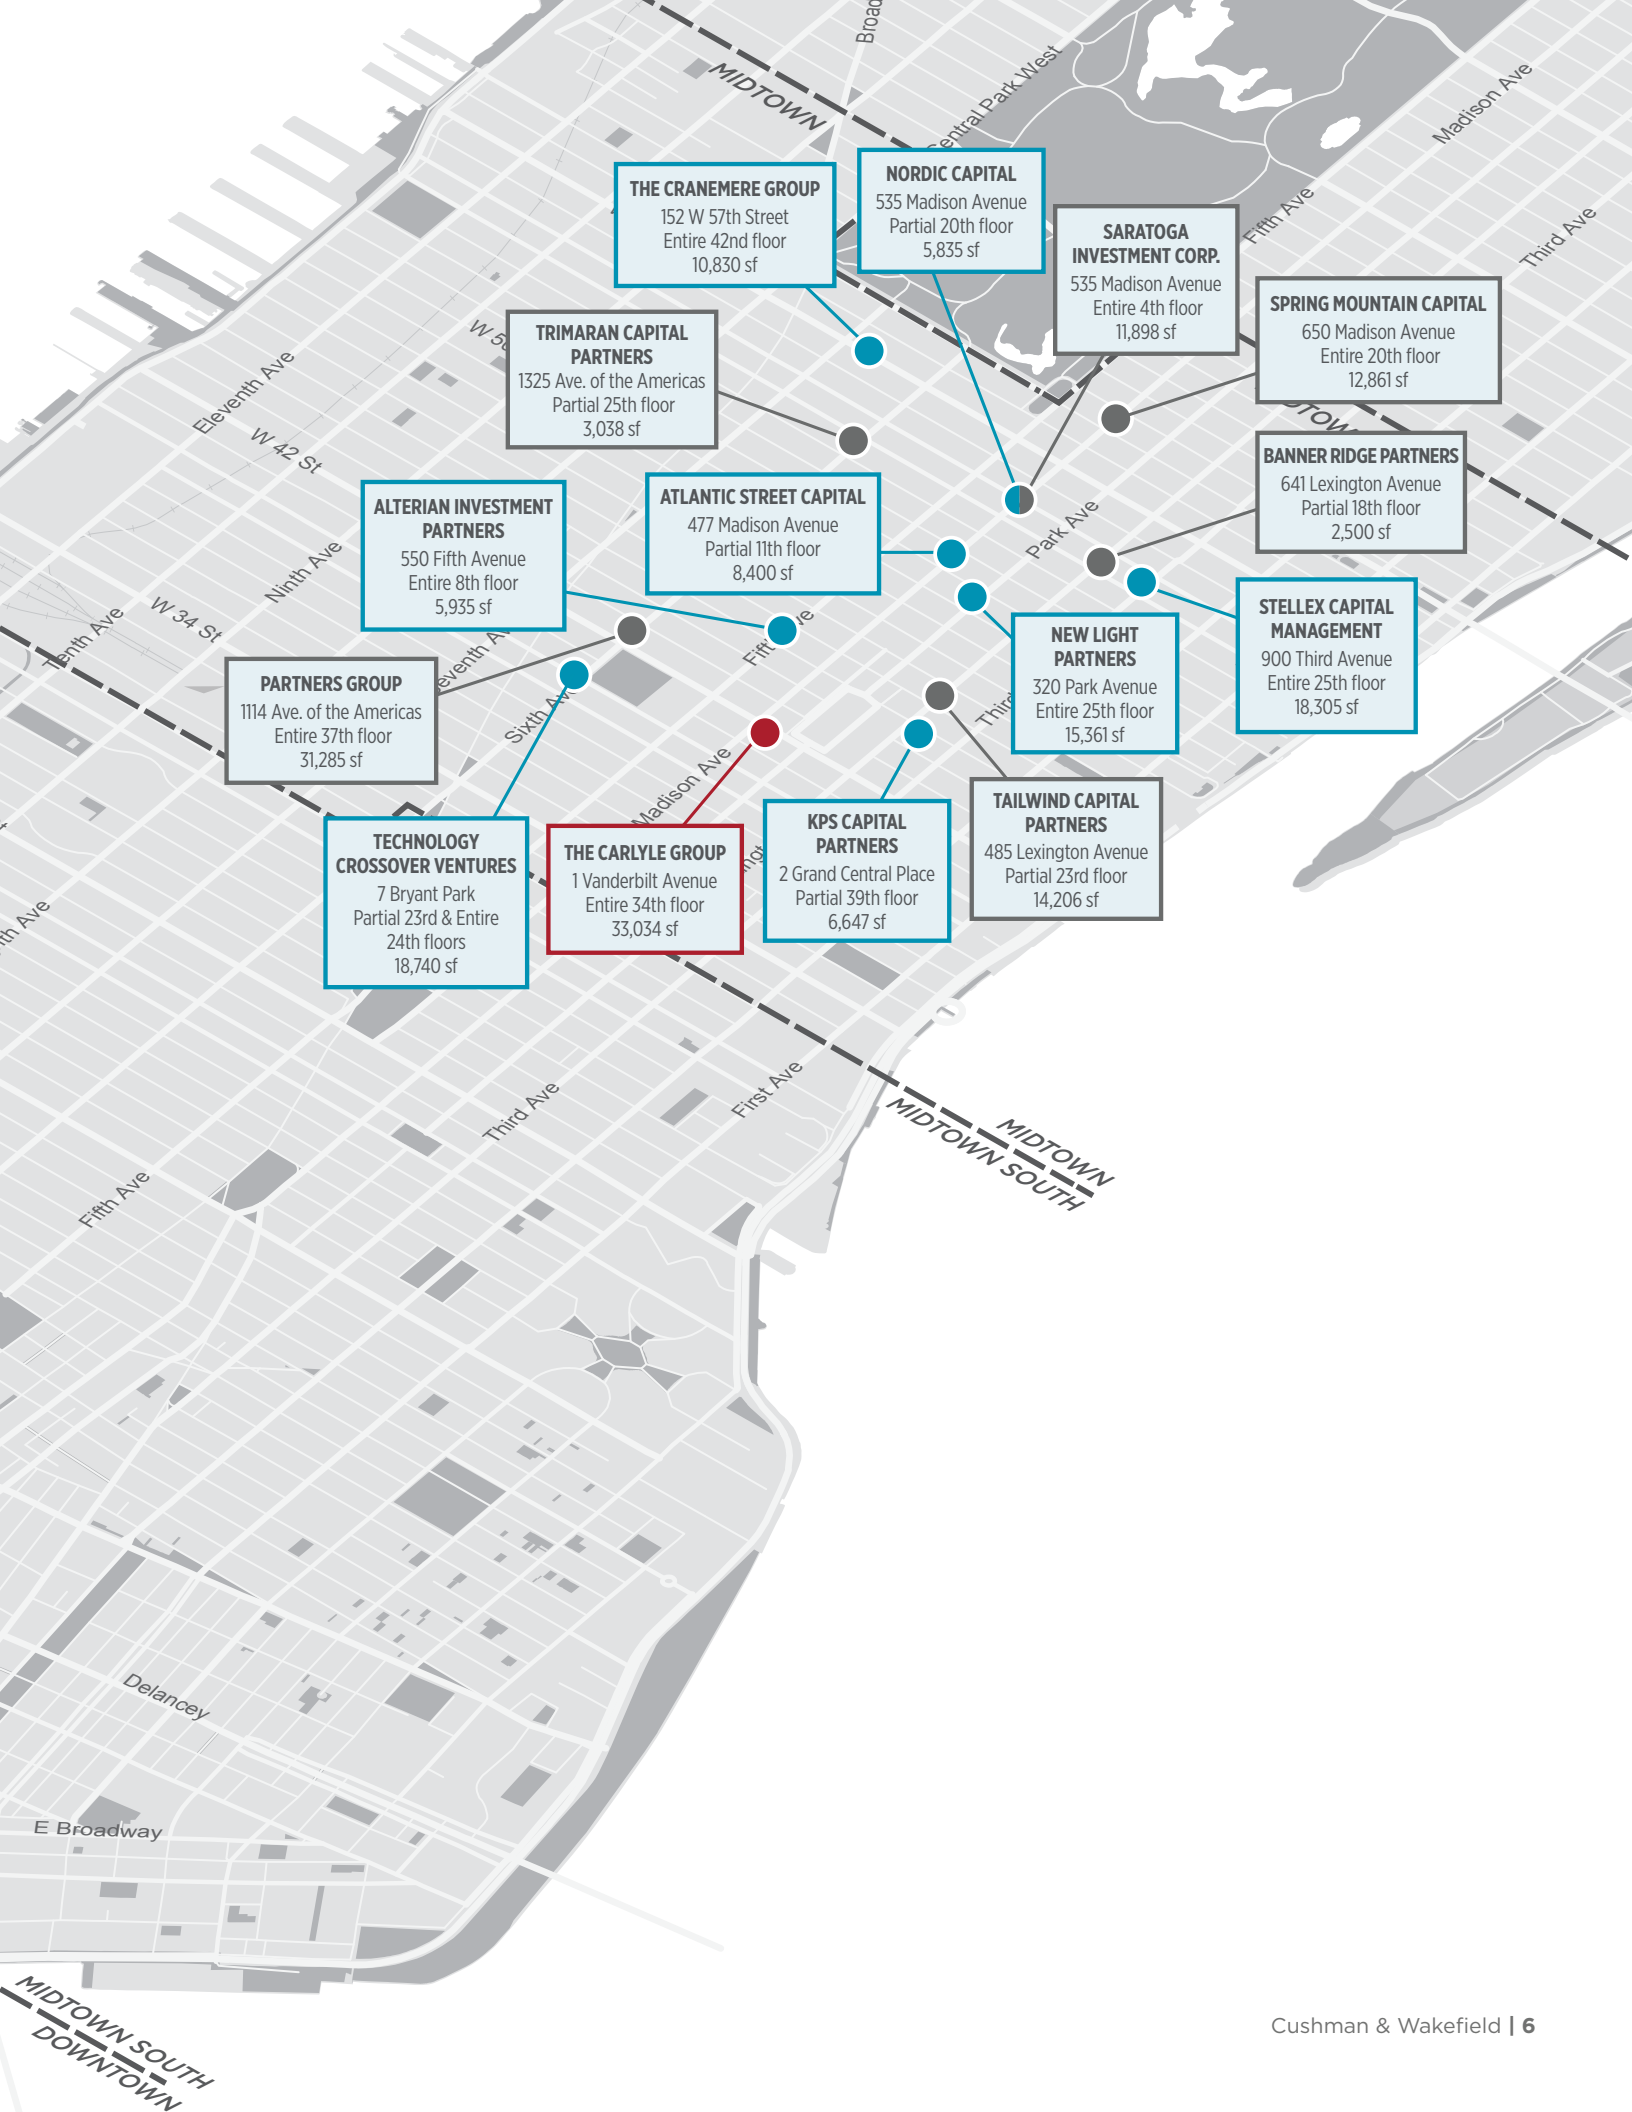 Broad
MIDTOWN
Central Park West
Madison Ave
Fifth Ave
Third Ave
THE CRANEMERE GROUP
152 W 57th Street
Entire 42nd floor
10,830 sf
NORDIC CAPITAL
535 Madison Avenue
Partial 20th floor
5,835 sf
SARATOGA
INVESTMENT CORP.
535 Madison Avenue
Entire 4th floor
11,898 sf
SPRING MOUNTAIN CAPITAL
650 Madison Avenue
Entire 20th floor
12,861 sf
TRIMARAN CAPITAL
PARTNERS
1325 Ave. of the Americas
Partial 25th floor
3,038 sf
Eleventh Ave
W 42 St
BANNER RIDGE PARTNERS
641 Lexington Avenue
Partial 18th floor
2,500 sf
ALTERIAN INVESTMENT
PARTNERS
550 Fifth Avenue
Entire 8th floor
5,935 sf
ATLANTIC STREET CAPITAL
477 Madison Avenue
Partial 11th floor
8,400 sf
Park Ave
Ninth Ave
W 34 St
Tenth Ave
STELLEX CAPITAL
MANAGEMENT
900 Third Avenue
Entire 25th floor
18,305 sf
NEW LIGHT
PARTNERS
320 Park Avenue
Entire 25th floor
15,361 sf
PARTNERS GROUP
1114 Ave. of the Americas
Entire 37th floor
31,285 sf
Sixth Ave
Third
Madison Ave
TECHNOLOGY
CROSSOVER VENTURES
7 Bryant Park
Partial 23rd & Entire
24th floors
18,740 sf
THE CARLYLE GROUP
1 Vanderbilt Avenue
Entire 34th floor
33,034 sf
KPS CAPITAL
PARTNERS
2 Grand Central Place
Partial 39th floor
6,647 sf
TAILWIND CAPITAL
PARTNERS
485 Lexington Avenue
Partial 23rd floor
14,206 sf
First Ave
Third Ave
MIDTOWN
MIDTOWN SOUTH
Fifth Ave
Delancey
E Broadway
MIDTOWN SOUTH
DOWNTOWN
Cushman & Wakefield | 6